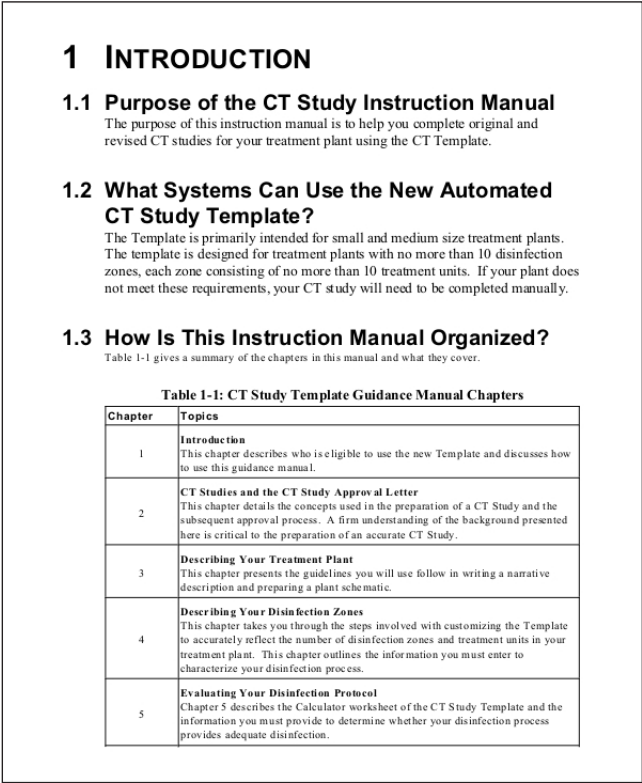 1 INTRODUCTION
1.1 Purpose of the CT Study Instruction Manual
The purpose of this instruction manual is to help you complete original and
revised CT studies for your treatment plant using the CT Template.
1.2 What Systems Can Use the New Automated
CT Study Template?
The Template is primarily intended for small and medium size treatment plants.
The template is designed for treatment plants with no more than 10 disinfection
zones, each zone consisting of no more than 10 treatment units. If your plant does
not meet these requirements, your CT study will need to be completed manually.
1.3 How Is This Instruction Manual Organized?
Table 1-1 gives a summary of the chapters in this manual and what they cover.
Table 1-1: CT Study Template Guidance Manual Chapters
Chapter Topics
Introduction
This chapter describes who is eligible to use the new Template and discusses how
1
to use this guidance manual.
CT Studies and the CT Study Approval Letter
This chapter details the concepts used in the preparation of a CT Study and the
2
subsequent approval process. A firm understanding of the background presented
here is critical to the preparation of an accurate CT Study.
Describing Your Treatment Plant
3 This chapter presents the guidelines you will use follow in writing a narrative
description and preparing a plant schematic.
Describing Your Disinfection Zones
This chapter takes you through the steps involved with customizing the Template
4 to accurately reflect the number of disinfection zones and treatment units in your
treatment plant. This chapter outlines the information you must enter to
characterize your disinfection process.
Evaluating Your Disinfection Protocol
Chapter 5 describes the Calculator worksheet of the CT Study Template and the
5 information you must provide to determine whether your disinfection process
provides adequate disinfection.